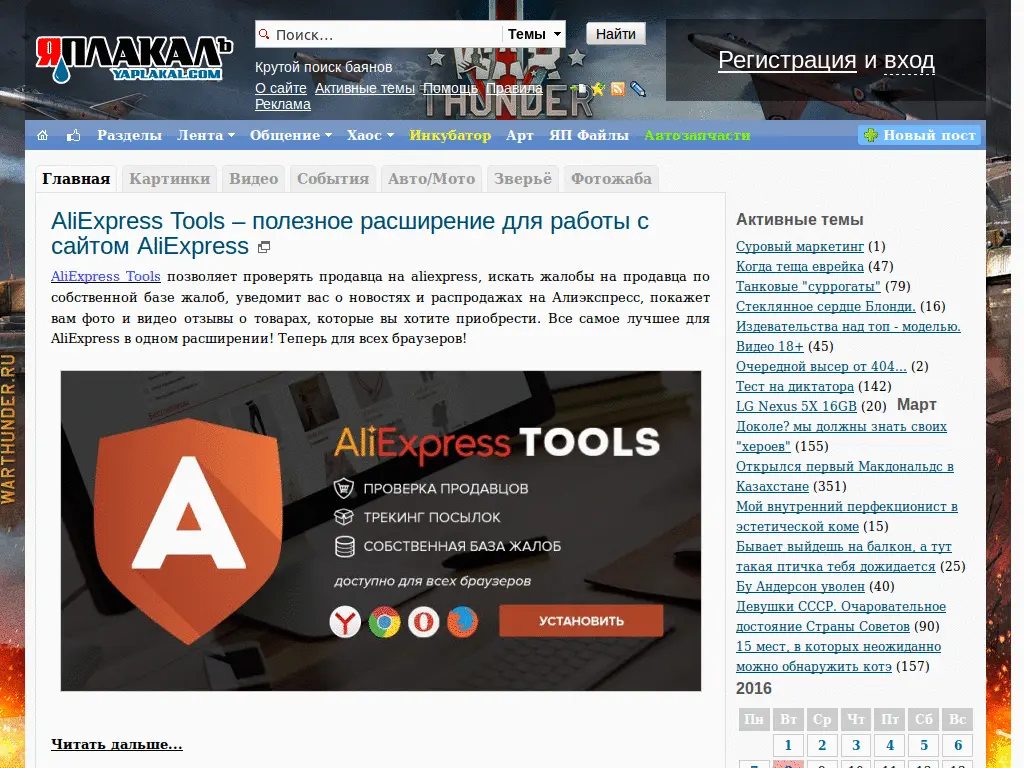 ЯПЛАКАЛЪ
YAPLAKAL.COM
Поиск...
Темы
Найти
Крутой поиск баянов
О сайте Активные темы Помощь Правила
Реклама
WAR
THUNDER
Регистрация и вход
Разделы Лента Общение Хаос Инкубатор Арт ЯП Файлы Автозапчасти
Новый пост
Главная Картинки Видео События Авто/Мото Зверьё Фотожаба
AliExpress Tools – полезное расширение для работы с
сайтом AliExpress
AliExpress Tools позволяет проверять продавца на aliexpress, искать жалобы на продавца по
собственной базе жалоб, уведомит вас о новостях и распродажах на Алиэкспресс, покажет
вам фото и видео отзывы о товарах, которые вы хотите приобрести. Все самое лучшее для
AliExpress в одном расширении! Теперь для всех браузеров!
A
AliExpress TOOLS
ПРОВЕРКА ПРОДАВЦОВ
ТРЕКИНГ ПОСЫЛОК
СОБСТВЕННАЯ БАЗА ЖАЛОБ
доступно для всех браузеров
УСТАНОВИТЬ
Читать дальше...
WARTHUNDER.RU
Активные темы
Суровый маркетинг (1)
Когда теща еврейка (47)
Танковые "суррогаты" (79)
Стеклянное сердце Блонди. (16)
Издевательства над топ - моделью.
Видео 18+ (45)
Очередной высер от 404... (2)
Тест на диктатора (142)
LG Nexus 5X 16GB (20) Март
Доколе? мы должны знать своих
"хероев" (155)
Открылся первый Макдональдс в
Казахстане (351)
Мой внутренний перфекционист в
эстетической коме (15)
Бывает выйдешь на балкон, а тут
такая птичка тебя дожидается (25)
Бу Андерсон уволен (40)
Девушки СССР. Очаровательное
достояние Страны Советов (90)
15 мест, в которых неожиданно
можно обнаружить котэ (157)
2016
Пн Вт Ср Чт Пт Сб Вс
1 2 3 4 5 6
7 8 9 10 11 12 13